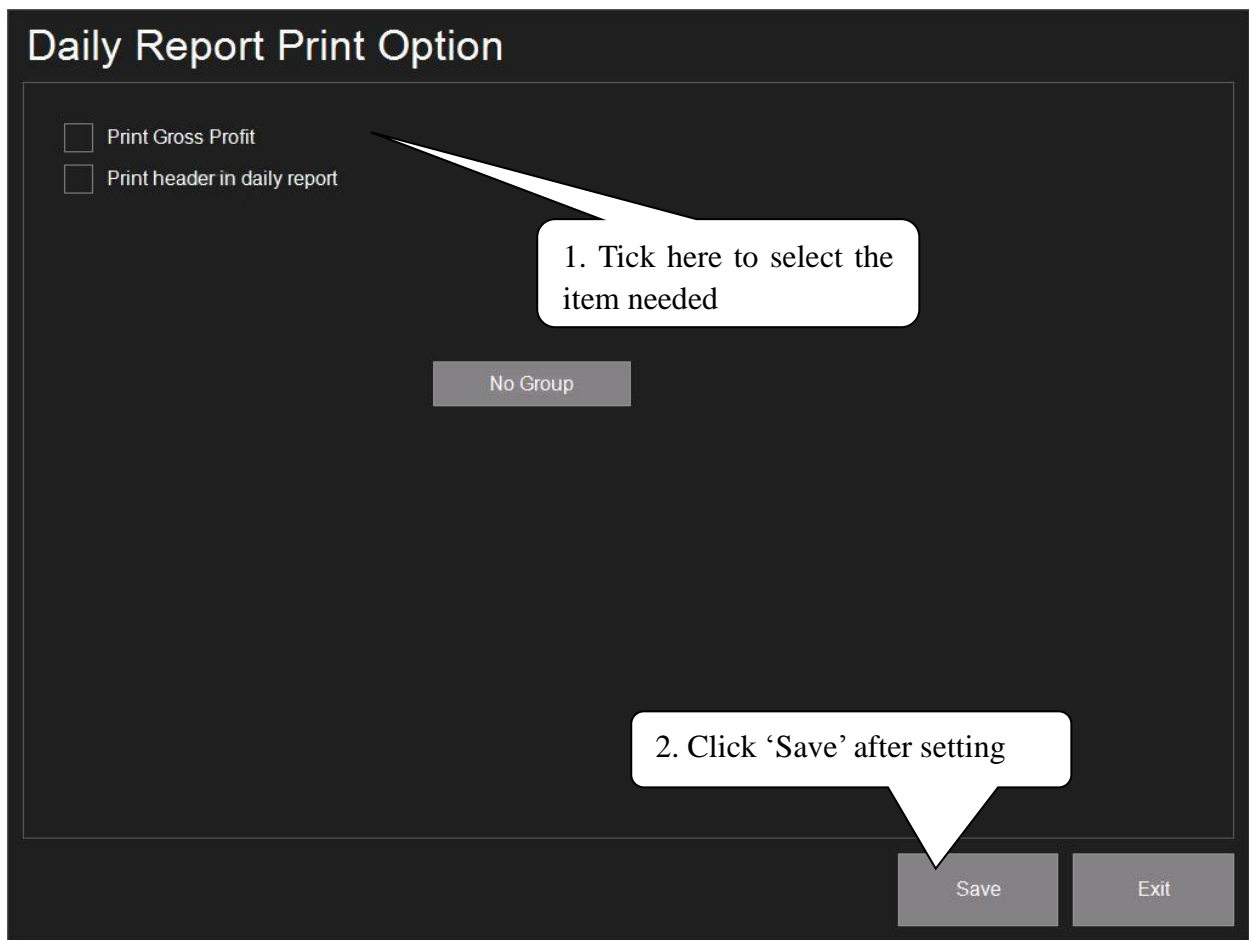 Daily Report Print Option
Print Gross Profit
Print header in daily report
1. Tick here to select the
item needed
No Group
2. Click ‘Save’ after setting
Save
Exit